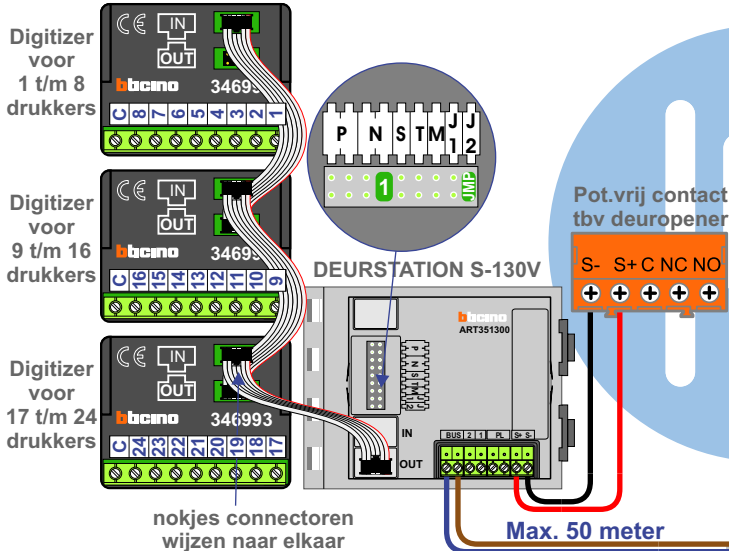 Digitizer
voor
1 t/m 8
drukkers
IN
OUT
bticino
34699
C 8 7 6 5 4 3 2 1
Digitizer
voor
9 t/m 16
drukkers
IN
OUT
bticino
34699
C 16 15 14 13 12 11 10 9
Digitizer
voor
17 t/m 24
drukkers
IN
OUT
bticino
346993
C 24 23 22 21 20 19 18 17
nokjes connectoren
wijzen naar elkaar
P N S T M J1 J2
1
JMP
DEURSTATION S-130V
bticino
ART351300
P N S T M J1 J2
IN
OUT
BUS 2 1 PL S+ S-
Pot.vrij contact
tbv deuropener
S- S+ C NC NO
Max. 50 meter